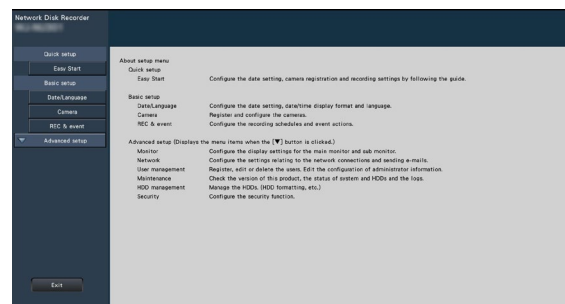 Network Disk Recorder
Quick setup
Easy Start
Basic setup
Date/Language
Camera
REC & event
Advanced setup
Exit
About setup menu
Quick setup
Easy Start Configure the date setting, camera registration and recording settings by following the guide.
Basic setup
Date/Language Configure the date setting, date/time display format and language.
Camera Register and configure the cameras.
REC & event Configure the recording schedules and event actions.
Advanced setup (Displays the menu items when the [▼] button is clicked.)
Monitor Configure the display settings for the main monitor and sub monitor.
Network Configure the settings relating to the network connections and sending e-mails.
User management Register, edit or delete the users. Edit the configuration of administrator information.
Maintenance Check the version of this product, the status of system and HDDs and the logs.
HDD management Manage the HDDs. (HDD formatting, etc.)
Security Configure the security function.